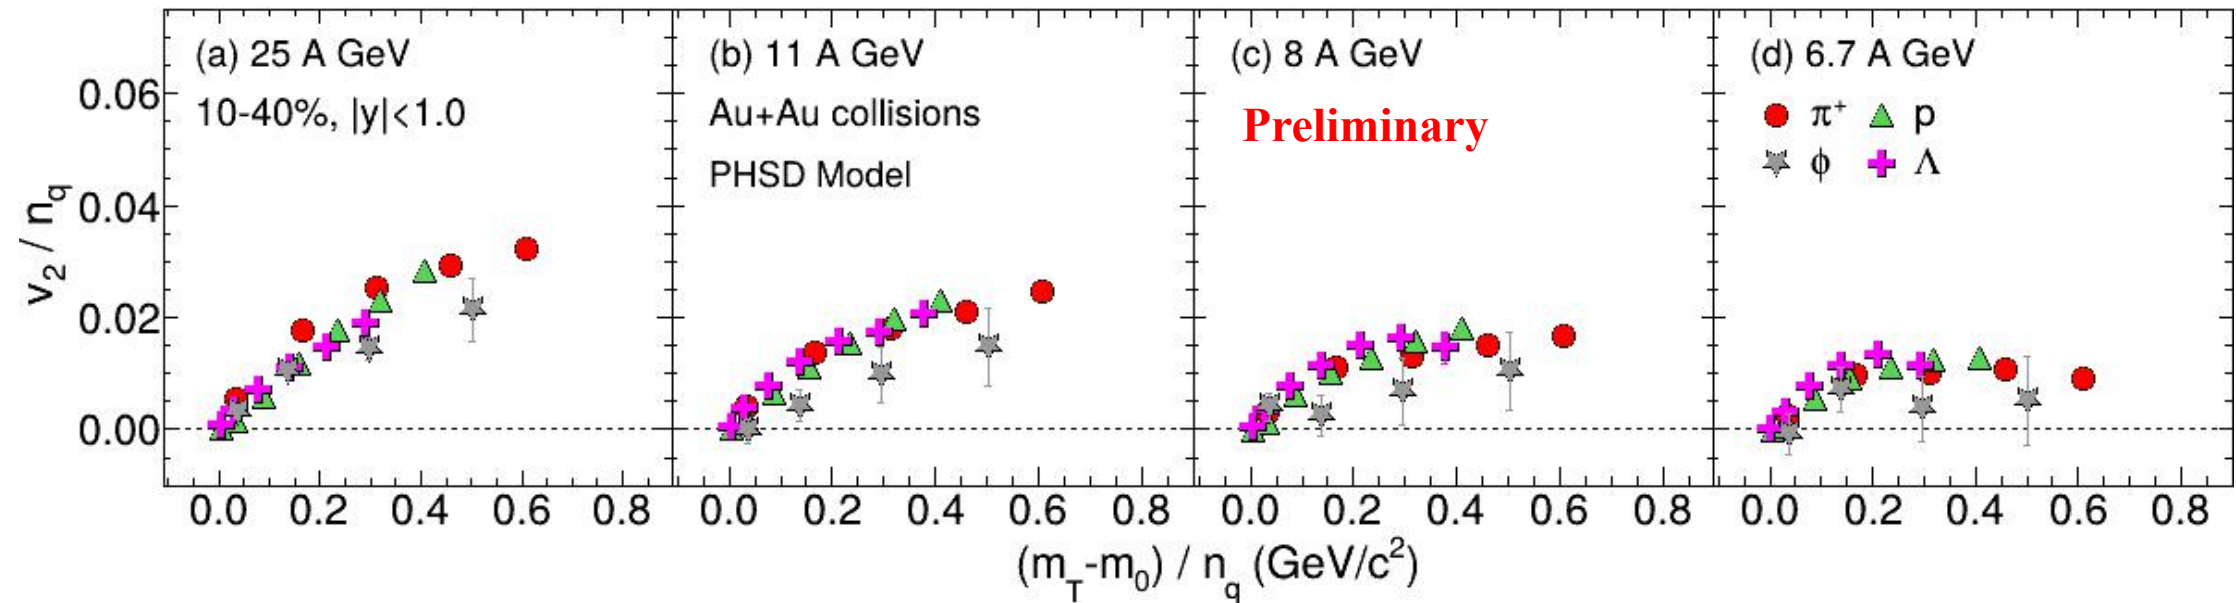 (a) 25 A GeV
10-40%, |y|<1.0
(b) 11 A GeV
Au+Au collisions
PHSD Model
(c) 8 A GeV
Preliminary
(d) 6.7 A GeV
π⁺ p
ϕ Λ
v₂ / n_q
0.06
0.04
0.02
0.00
0.0 0.2 0.4 0.6 0.8 0.0 0.2 0.4 0.6 0.8 0.0 0.2 0.4 0.6 0.8 0.0 0.2 0.4 0.6 0.8
(m_T-m₀) / n_q (GeV/c²)